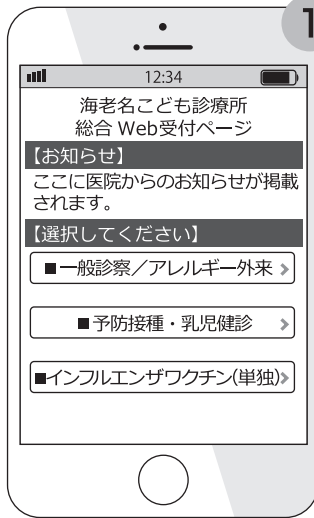 1
12:34
海老名こども診療所
総合 Web受付ページ
【お知らせ】
ここに医院からのお知らせが掲載
されます。
【選択してください】
■一般診察／アレルギー外来 >
■予防接種・乳児健診 >
■インフルエンザワクチン(単独)>